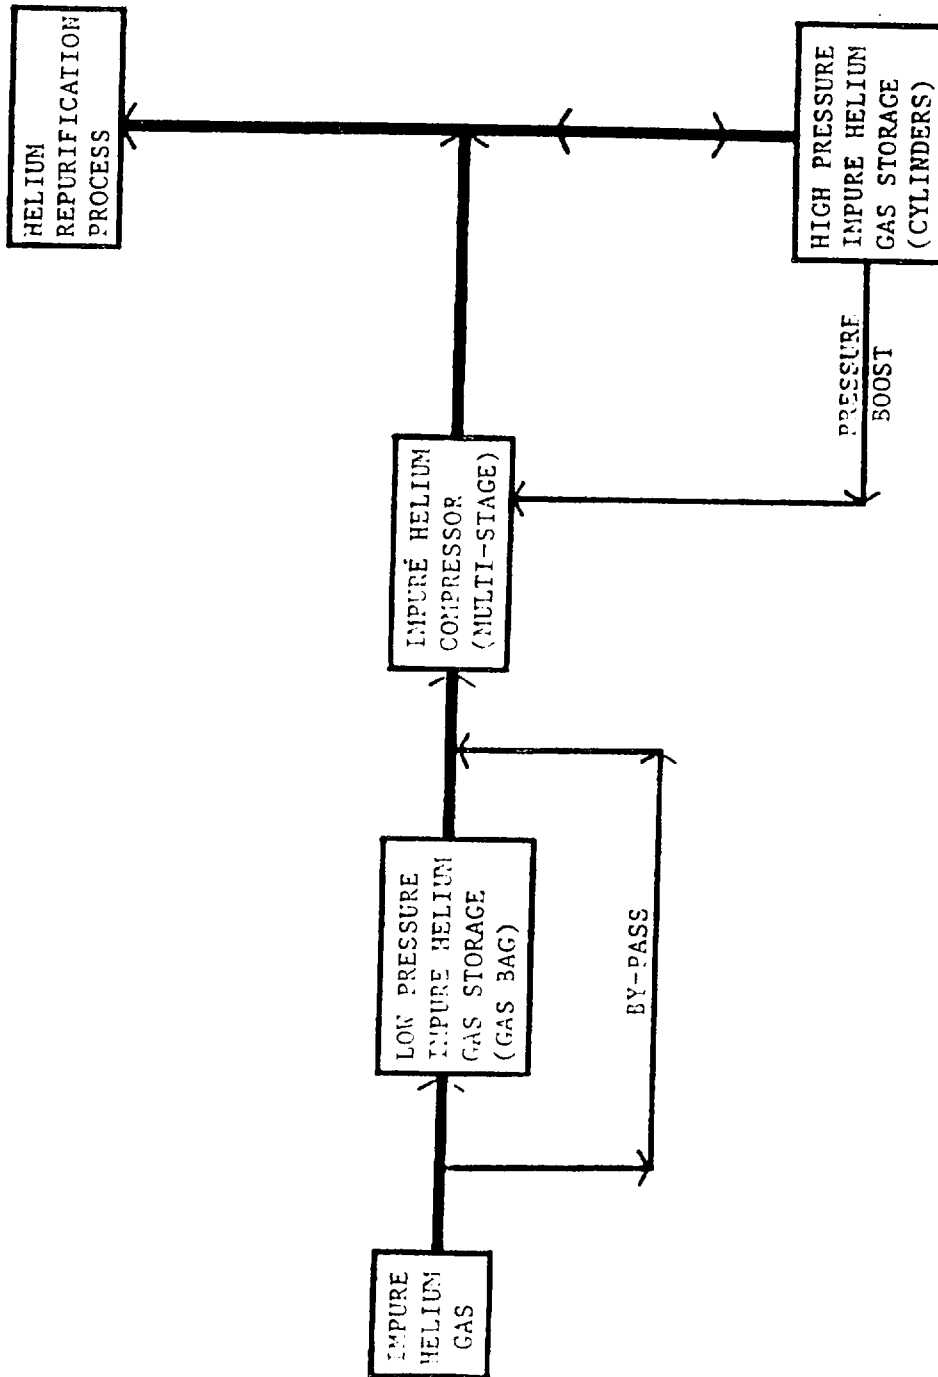 HELIUM
REPURIFICATION
PROCESS
HIGH PRESSURE
IMPURE HELIUM
GAS STORAGE
(CYLINDERS)
PRESSURE
BOOST
IMPURE HELIUM
COMPRESSOR
(MULTI-STAGE)
LOW PRESSURE
IMPURE HELIUM
GAS STORAGE
(GAS BAG)
BY-PASS
IMPURE
HELIUM
GAS